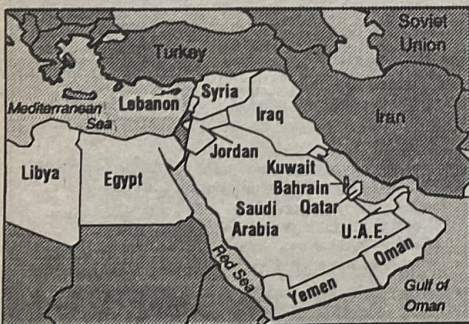 Soviet
Union
Turkey
Mediterranean
Sea
Lebanon
Syria
Iraq
Iran
Jordan
Libya
Egypt
Kuwait
Bahrain
Qatar
Saudi
Arabia
U.A.E.
Oman
Red Sea
Yemen
Gulf of
Oman